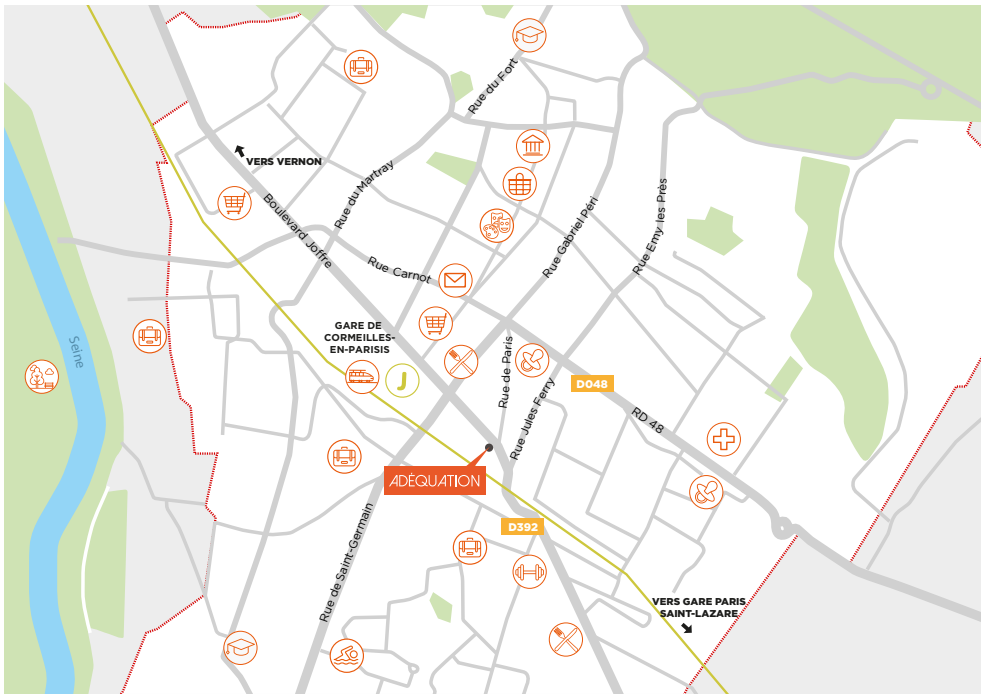 Rue du Fort
VERS VERNON
Rue du Martray
Boulevard Joffre
Rue Gabriel Péri
Rue Emy les Près
Rue Carnot
GARE DE
CORMEILLES-
EN-PARISIS
J
Seine
Rue de Paris
D048
Rue Jules Ferry
RD 48
ADÉQUATION
D392
Rue de Saint-Germain
VERS GARE PARIS
SAINT-LAZARE